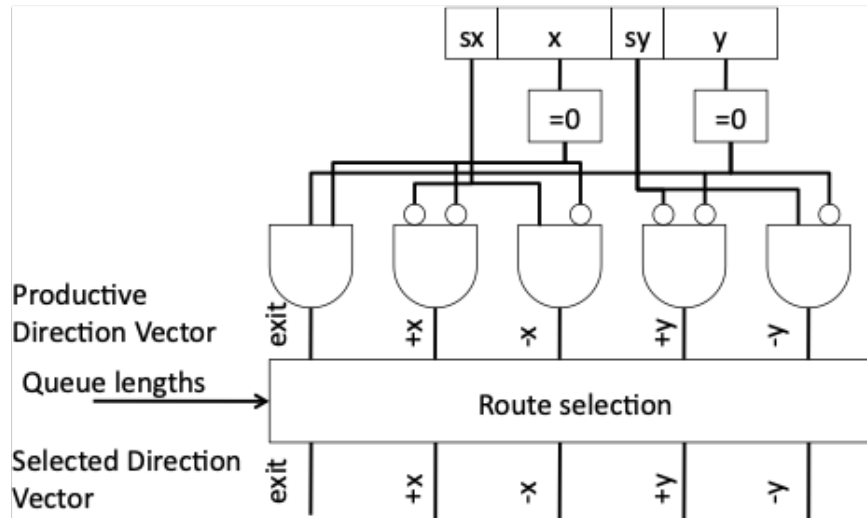 sx x sy y
=0 =0
Productive
Direction Vector
exit +x -x +y -y
Queue lengths
Route selection
Selected Direction
Vector
exit +x -x +y -y